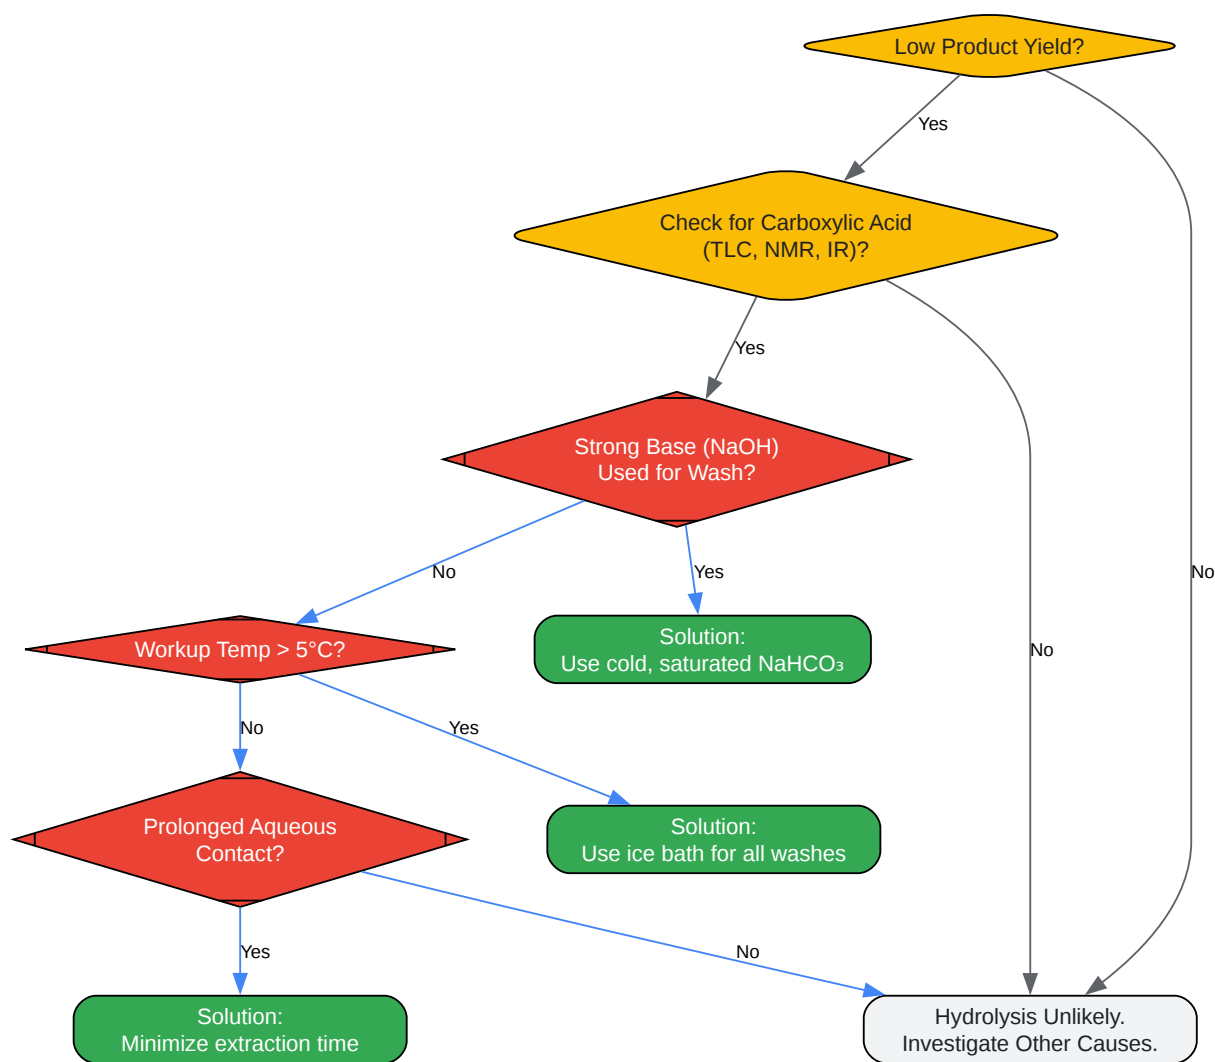 Low Product Yield?
Yes
Check for Carboxylic Acid
(TLC, NMR, IR)?
Yes
Strong Base (NaOH)
Used for Wash?
No
Yes
No
No
Solution:
Use cold, saturated NaHCO₃
Workup Temp > 5°C?
No
Yes
Prolonged Aqueous
Contact?
Solution:
Use ice bath for all washes
Yes
No
Solution:
Minimize extraction time
Hydrolysis Unlikely.
Investigate Other Causes.